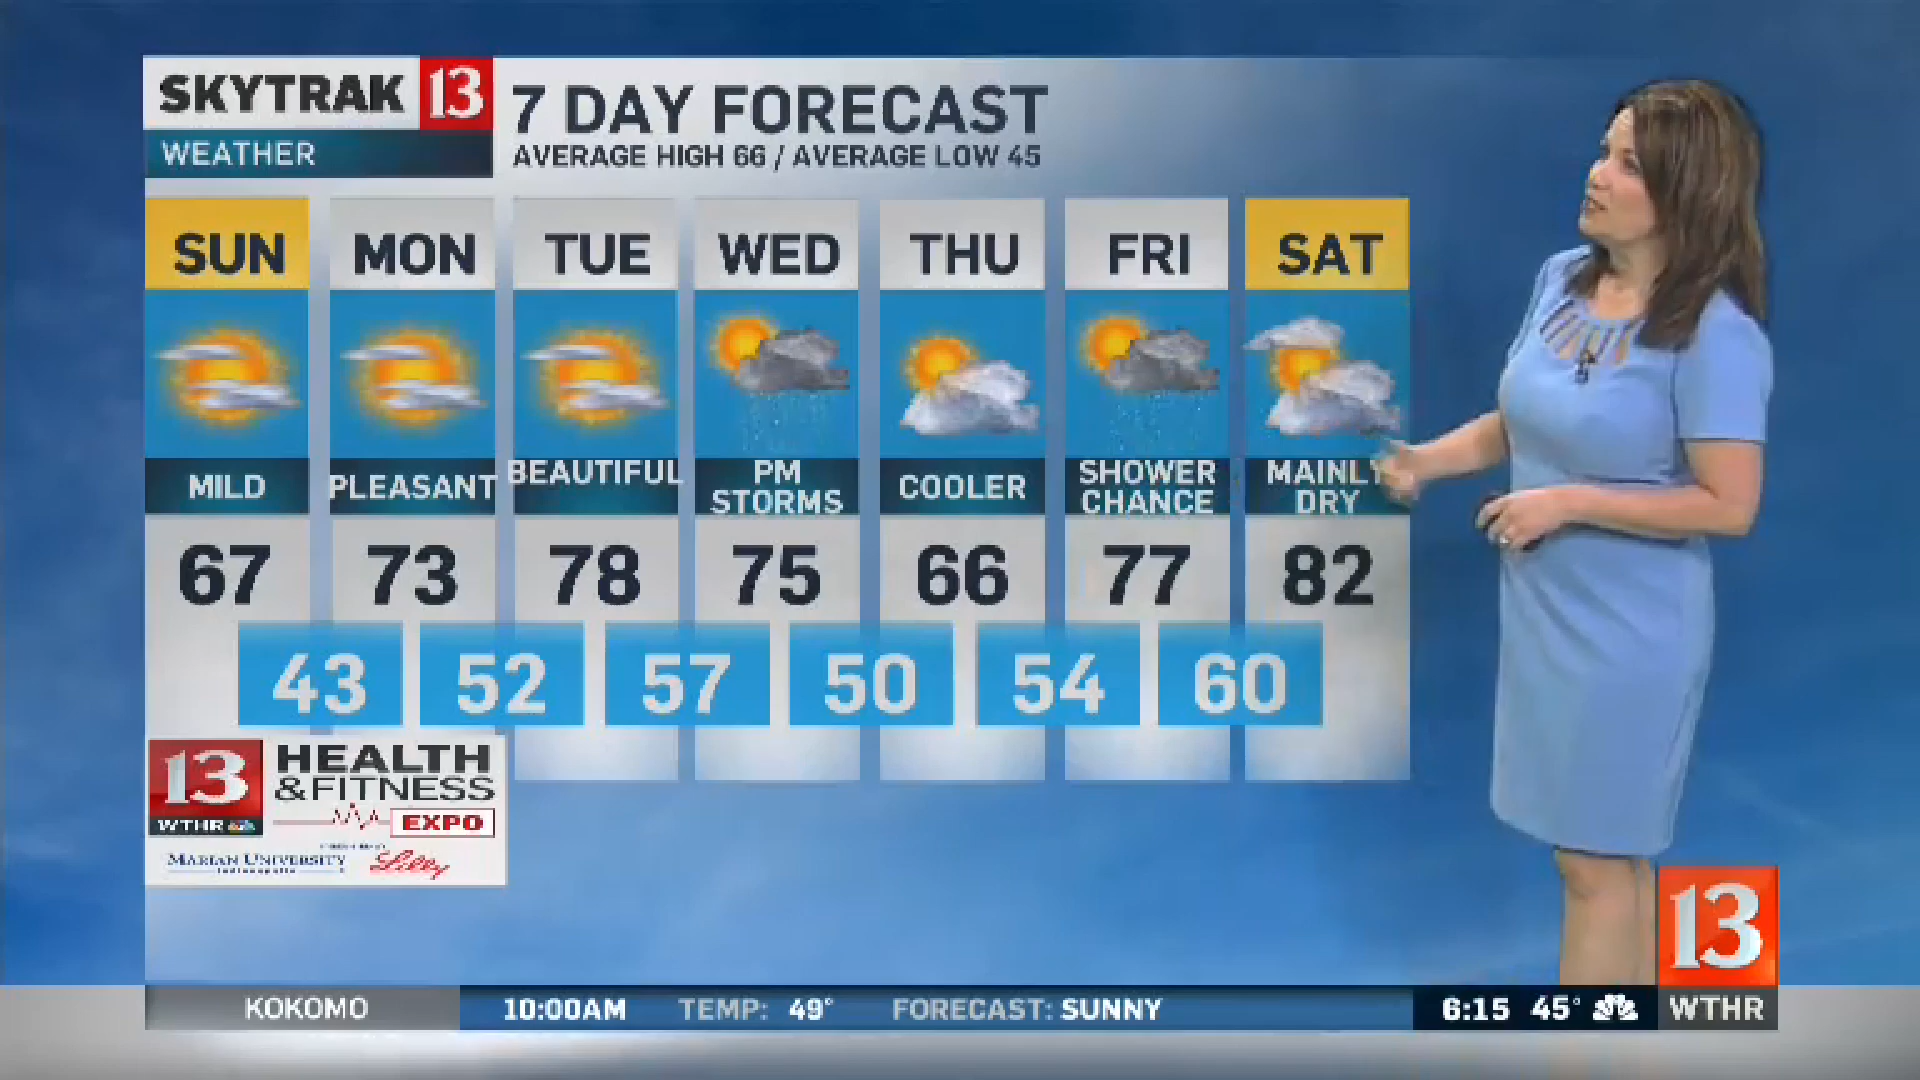 SKYTRAK 13
WEATHER
7 DAY FORECAST
AVERAGE HIGH 66 / AVERAGE LOW 45
SUN MON TUE WED THU FRI SAT
MILD PLEASANT BEAUTIFUL PM STORMS COOLER SHOWER CHANCE MAINLY DRY
67 73 78 75 66 77 82
43 52 57 50 54 60
13 WTHR
HEALTH
&FITNESS
EXPO
MARIAN UNIVERSITY
Indianapolis
Lilly
13
KOKOMO 10:00AM TEMP: 49° FORECAST: SUNNY 6:15 45° WTHR